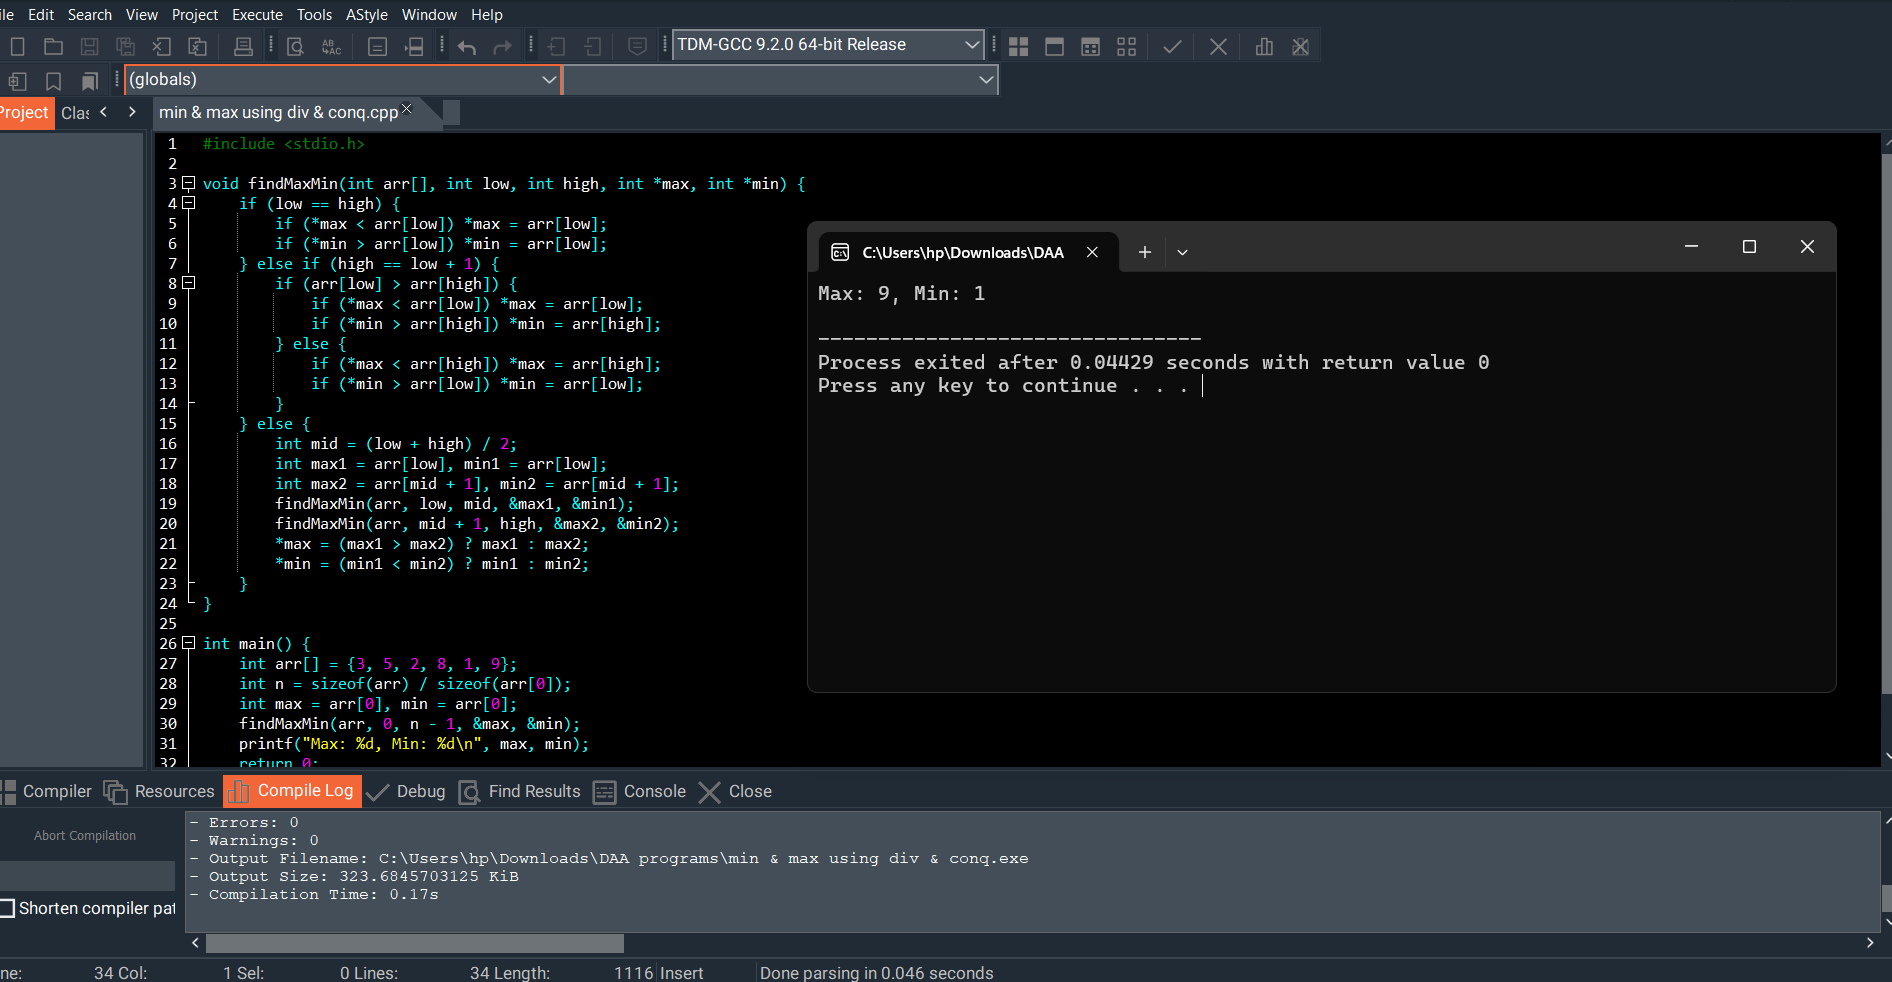 ile Edit Search View Project Execute Tools AStyle Window Help
TDM-GCC 9.2.0 64-bit Release
(globals)
Project Clas
min & max using div & conq.cpp
1 #include <stdio.h>
2
3 void findMaxMin(int arr[], int low, int high, int *max, int *min) {
4 if (low == high) {
5 if (*max < arr[low]) *max = arr[low];
6 if (*min > arr[low]) *min = arr[low];
7 } else if (high == low + 1) {
8 if (arr[low] > arr[high]) {
9 if (*max < arr[low]) *max = arr[low];
10 if (*min > arr[high]) *min = arr[high];
11 } else {
12 if (*max < arr[high]) *max = arr[high];
13 if (*min > arr[low]) *min = arr[low];
14 }
15 } else {
16 int mid = (low + high) / 2;
17 int max1 = arr[low], min1 = arr[low];
18 int max2 = arr[mid + 1], min2 = arr[mid + 1];
19 findMaxMin(arr, low, mid, &max1, &min1);
20 findMaxMin(arr, mid + 1, high, &max2, &min2);
21 *max = (max1 > max2) ? max1 : max2;
22 *min = (min1 < min2) ? min1 : min2;
23 }
24 }
25
26 int main() {
27 int arr[] = {3, 5, 2, 8, 1, 9};
28 int n = sizeof(arr) / sizeof(arr[0]);
29 int max = arr[0], min = arr[0];
30 findMaxMin(arr, 0, n - 1, &max, &min);
31 printf("Max: %d, Min: %d\n", max, min);
32 return 0;
C:\Users\hp\Downloads\DAA
Max: 9, Min: 1
--------------------------------
Process exited after 0.04429 seconds with return value 0
Press any key to continue . . .
Compiler Resources Compile Log Debug Find Results Console Close
Abort Compilation
Shorten compiler pat
- Errors: 0
- Warnings: 0
- Output Filename: C:\Users\hp\Downloads\DAA programs\min & max using div & conq.exe
- Output Size: 323.6845703125 KiB
- Compilation Time: 0.17s
ne: 34 Col: 1 Sel: 0 Lines: 34 Length: 1116 Insert Done parsing in 0.046 seconds